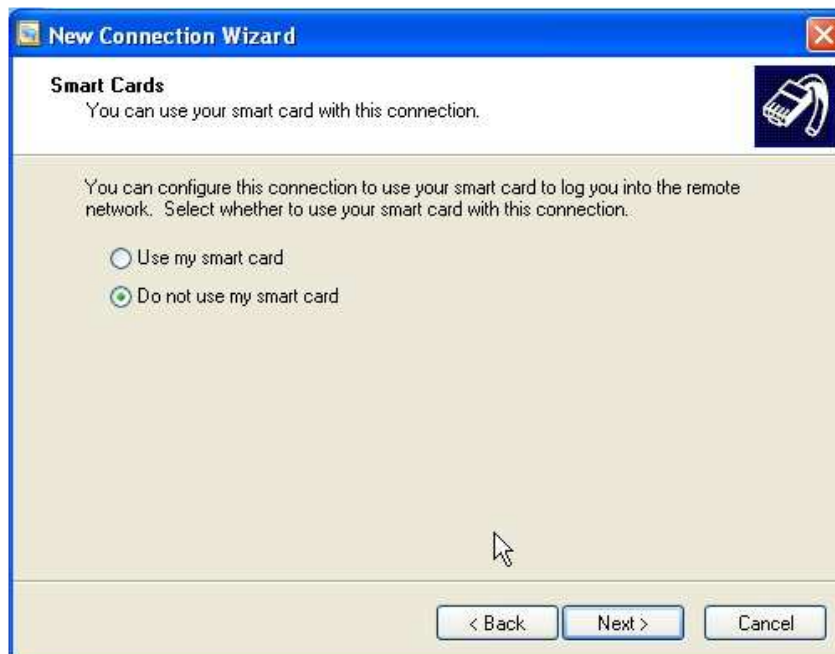 New Connection Wizard
Smart Cards
You can use your smart card with this connection.
You can configure this connection to use your smart card to log you into the remote
network. Select whether to use your smart card with this connection.
Use my smart card
Do not use my smart card
< Back
Next >
Cancel